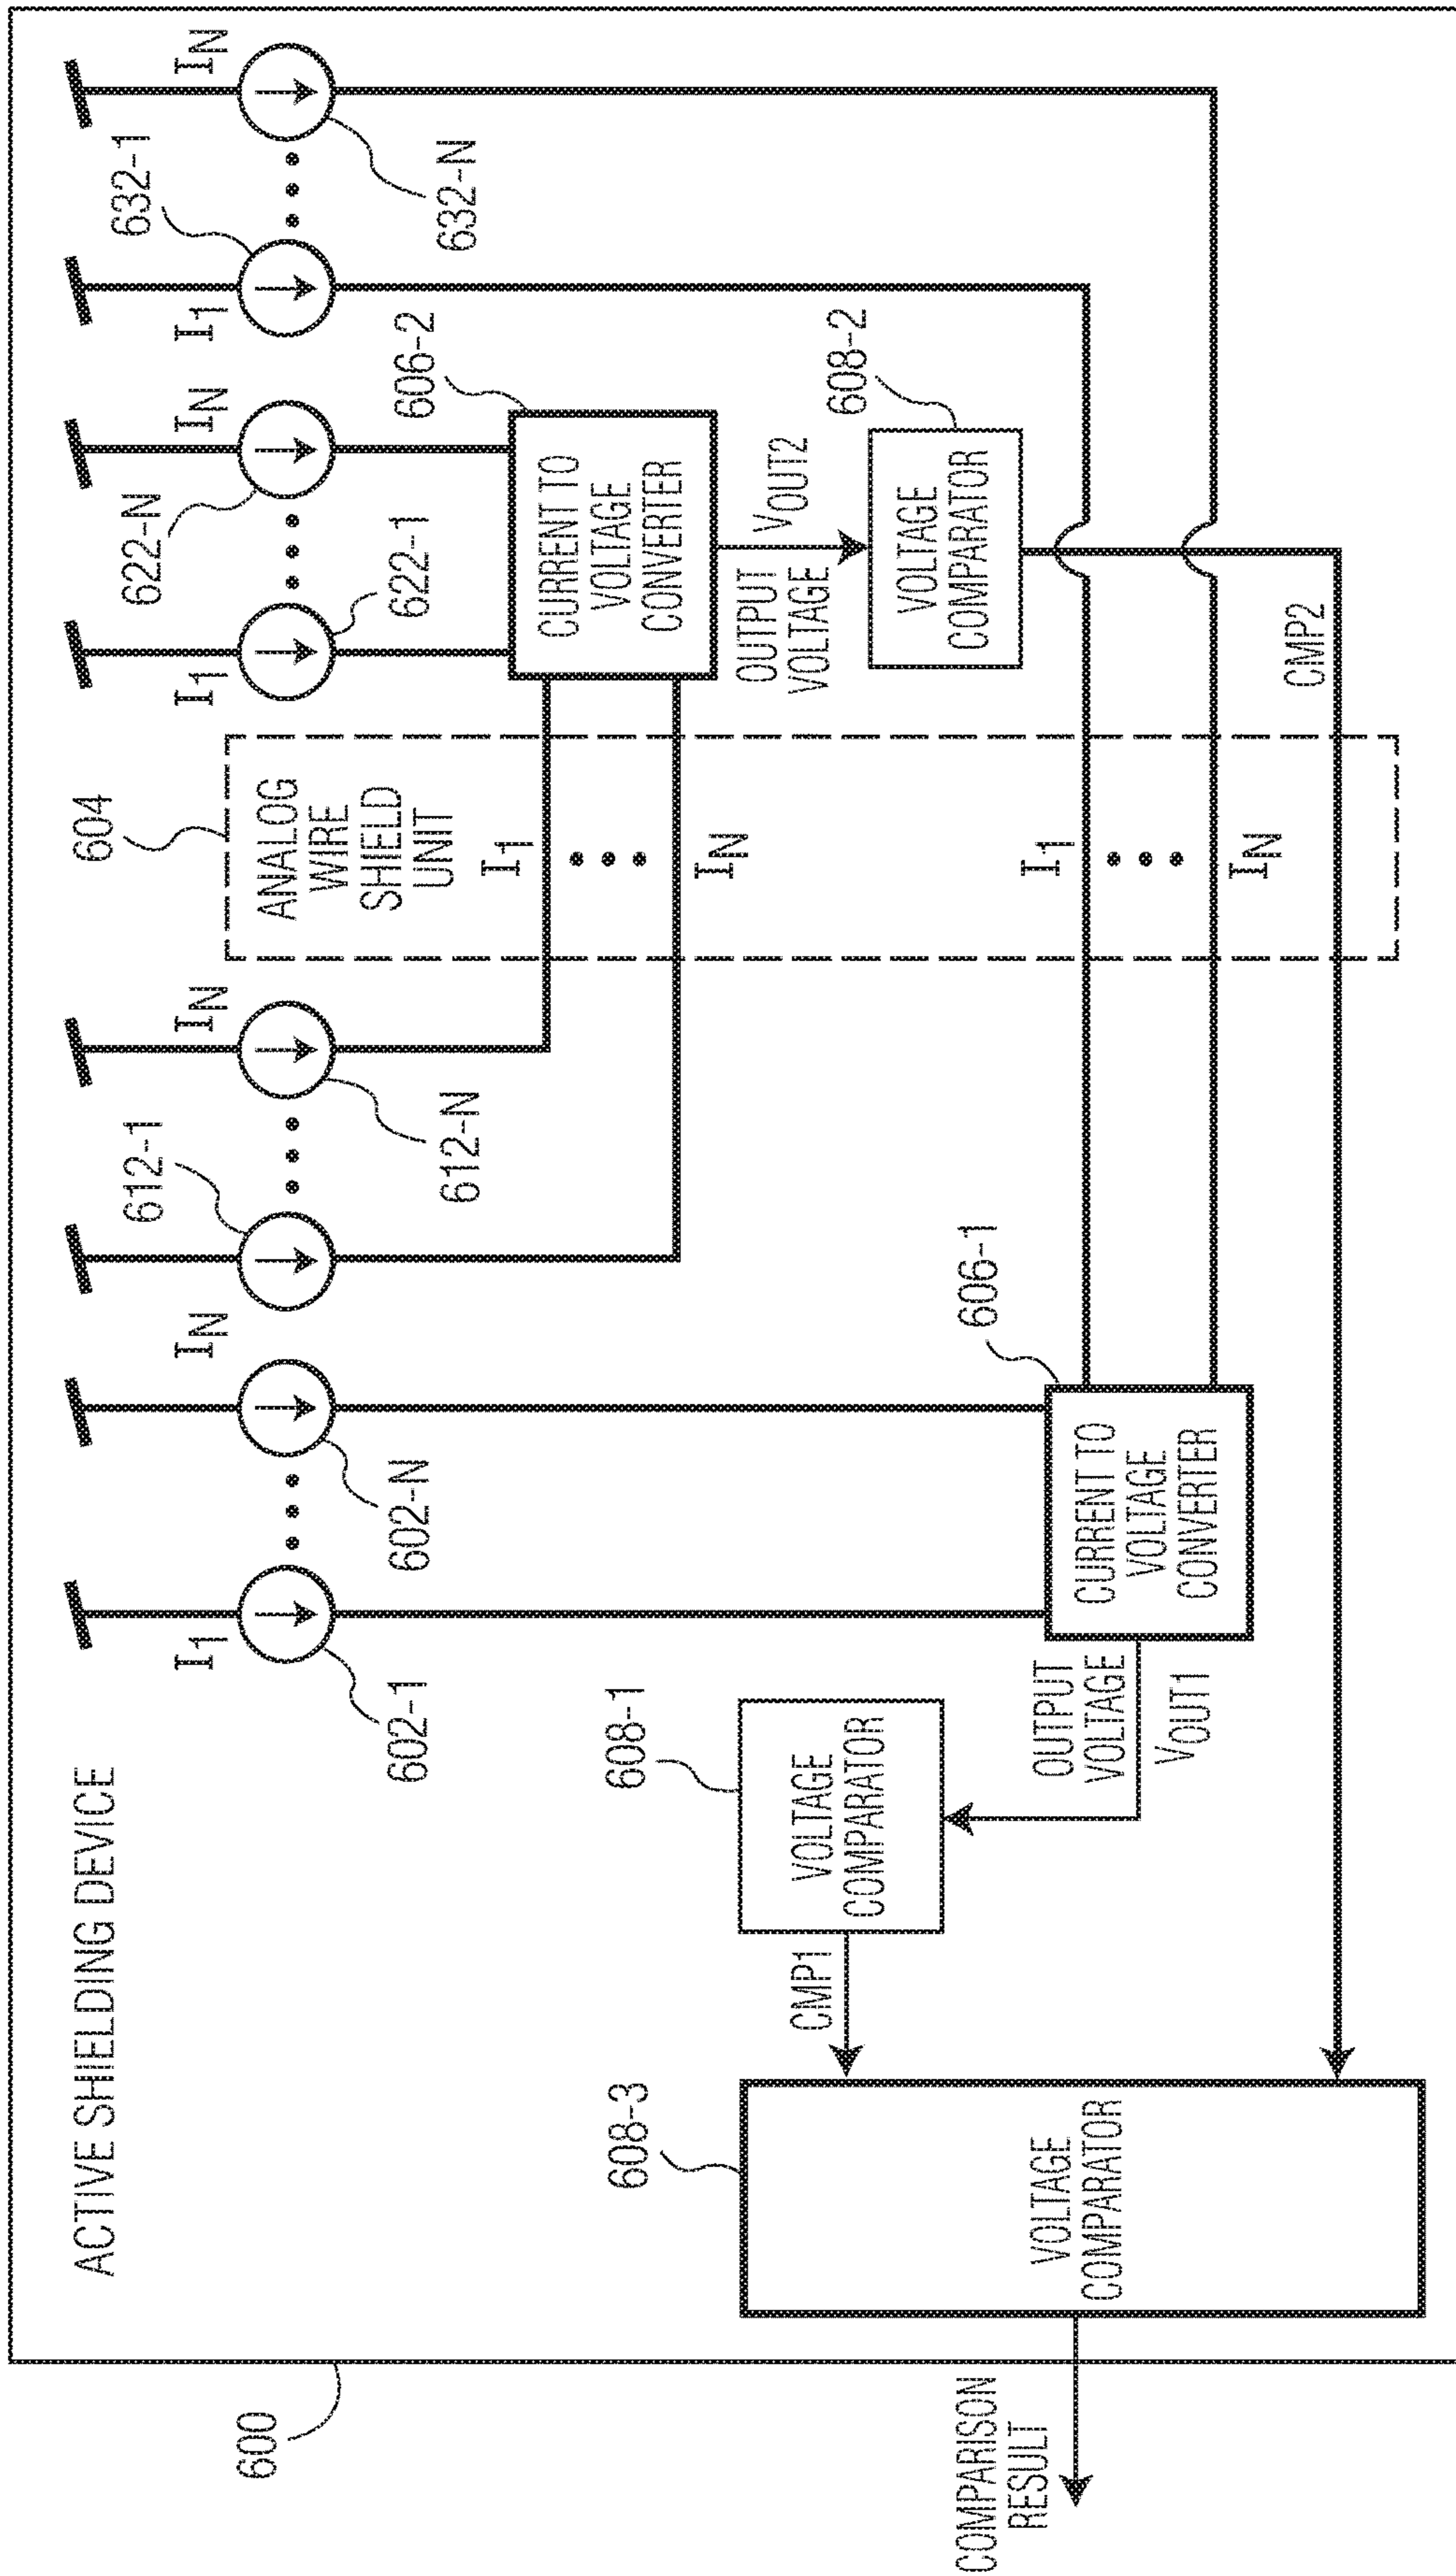 ACTIVE SHIELDING DEVICE
600
I1
602-1
602-N
IN
612-1
612-N
IN
604
ANALOG
WIRE
SHIELD
UNIT
I1
IN
I1
IN
I1
622-1
622-N
IN
I1
632-1
632-N
IN
606-2
CURRENT TO
VOLTAGE
CONVERTER
OUTPUT
VOLTAGE
VOUT2
608-2
VOLTAGE
COMPARATOR
CMP2
606-1
CURRENT TO
VOLTAGE
CONVERTER
OUTPUT
VOLTAGE
VOUT1
608-1
VOLTAGE
COMPARATOR
CMP1
608-3
VOLTAGE
COMPARATOR
COMPARISON
RESULT